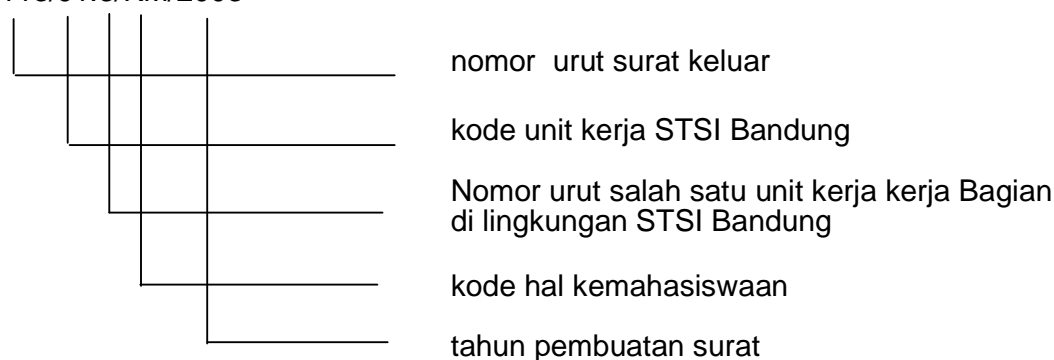 nomor urut surat keluar
kode unit kerja STSI Bandung
Nomor urut salah satu unit kerja kerja Bagian
di lingkungan STSI Bandung
kode hal kemahasiswaan
tahun pembuatan surat